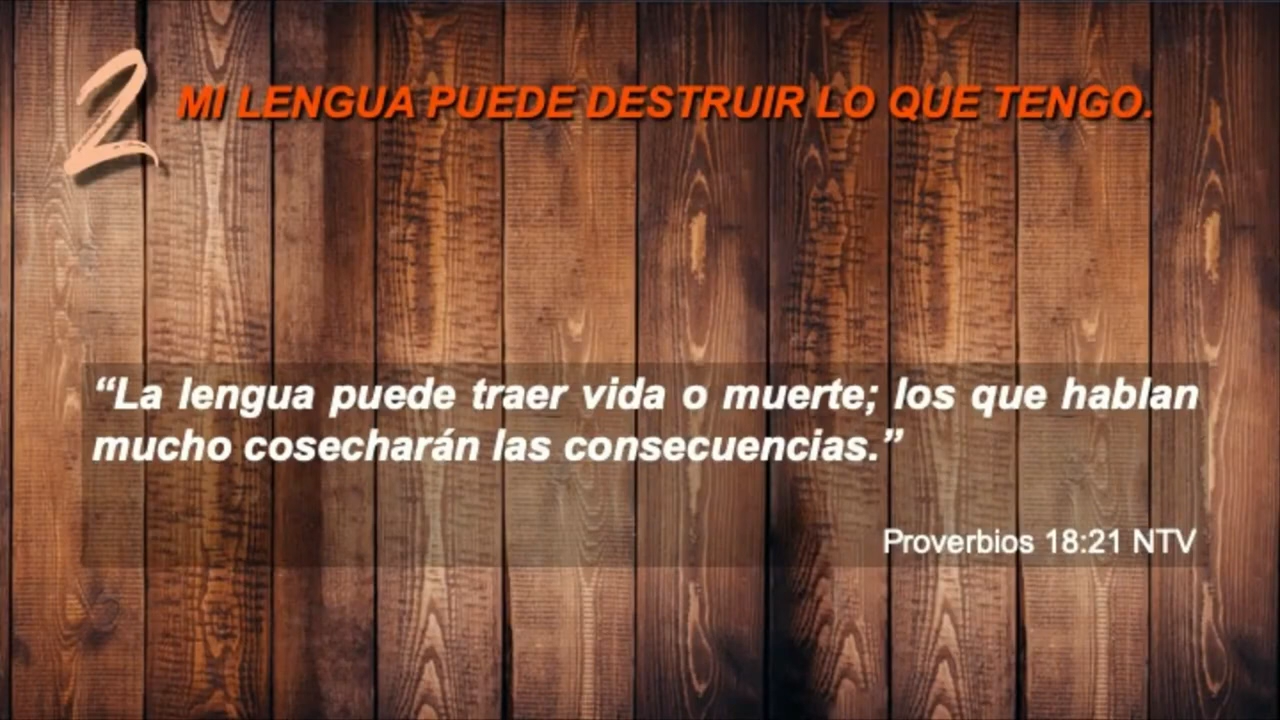 2 MI LENGUA PUEDE DESTRUIR LO QUE TENGO.
“La lengua puede traer vida o muerte; los que hablan
mucho cosecharán las consecuencias.”
Proverbios 18:21 NTV